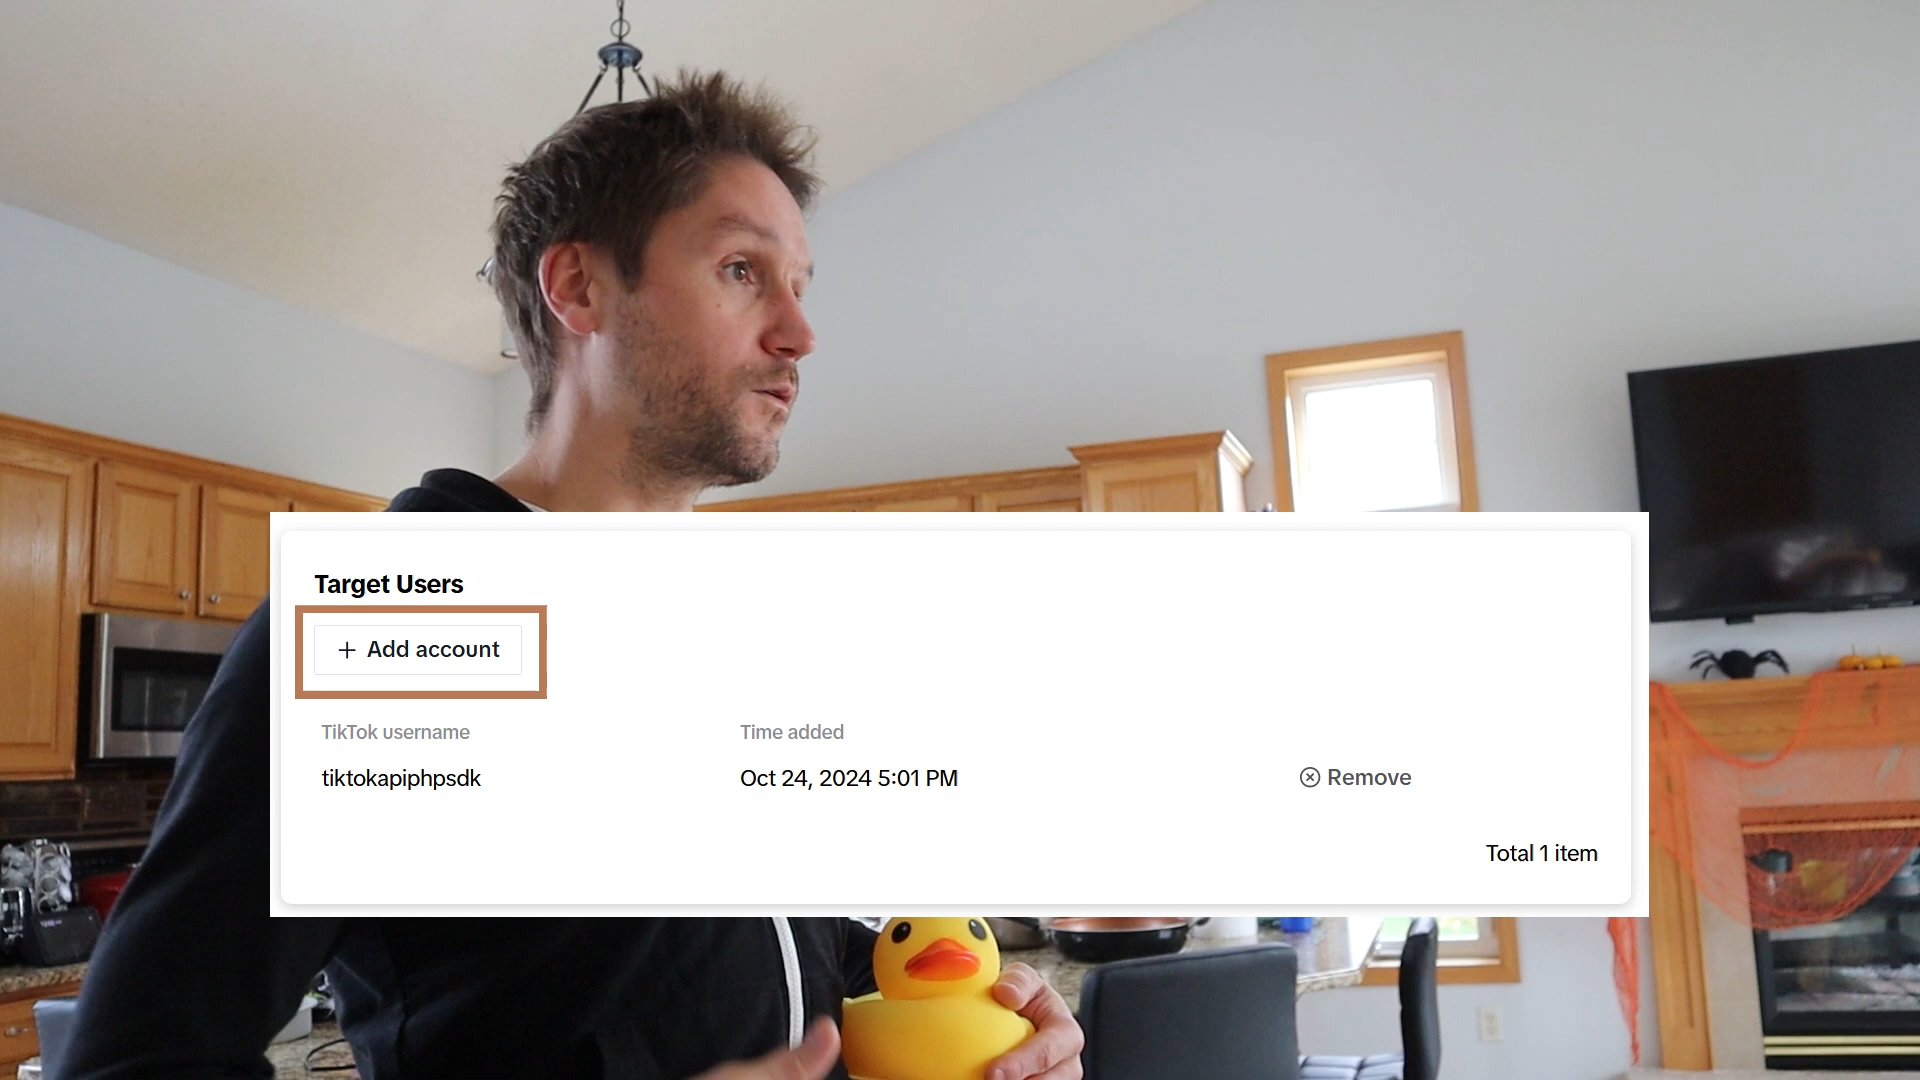 Target Users
+ Add account
TikTok username Time added
tiktokapiphpsdk Oct 24, 2024 5:01 PM Remove
Total 1 item